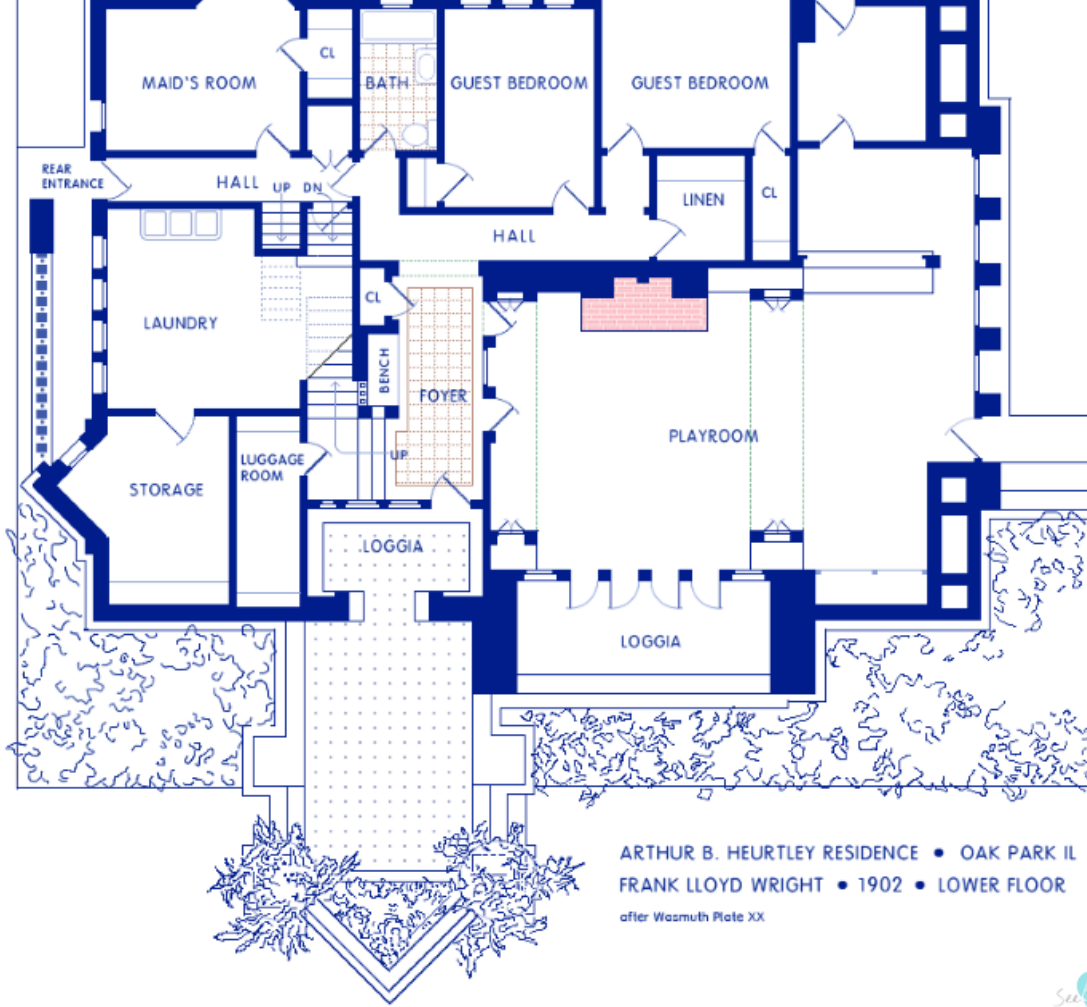 CL
MAID'S ROOM
BATH
GUEST BEDROOM
GUEST BEDROOM
REAR
ENTRANCE
HALL
UP
DN
LINEN
CL
HALL
CL
LAUNDRY
BENCH
FOYER
PLAYROOM
UP
LUGGAGE
ROOM
STORAGE
LOGGIA
LOGGIA
ARTHUR B. HEURTLEY RESIDENCE • OAK PARK IL
FRANK LLOYD WRIGHT • 1902 • LOWER FLOOR
after Wasmuth Plate XX